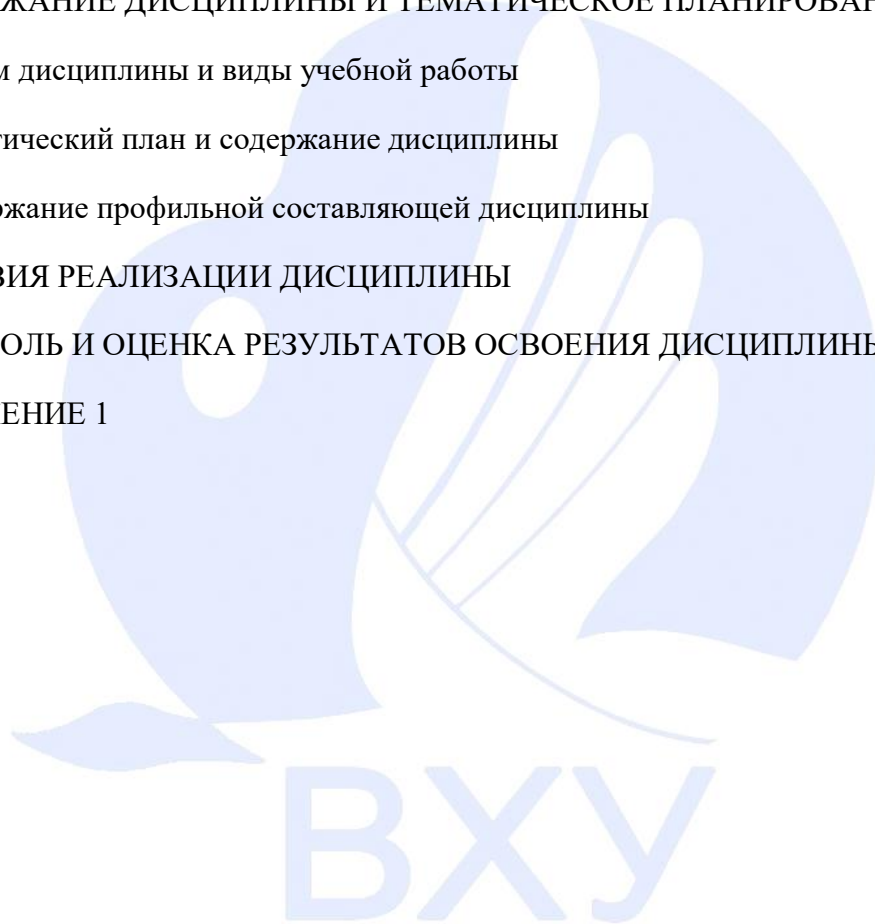 ЖАНИЕ ДИСЦИПЛИНЫ И ТЕМАТИЧЕСКОЕ ПЛАНИРОВАН
м дисциплины и виды учебной работы
тический план и содержание дисциплины
ржание профильной составляющей дисциплины
ВИЯ РЕАЛИЗАЦИИ ДИСЦИПЛИНЫ
ОЛЬ И ОЦЕНКА РЕЗУЛЬТАТОВ ОСВОЕНИЯ ДИСЦИПЛИНЫ
ЕНИЕ 1
ВХУ